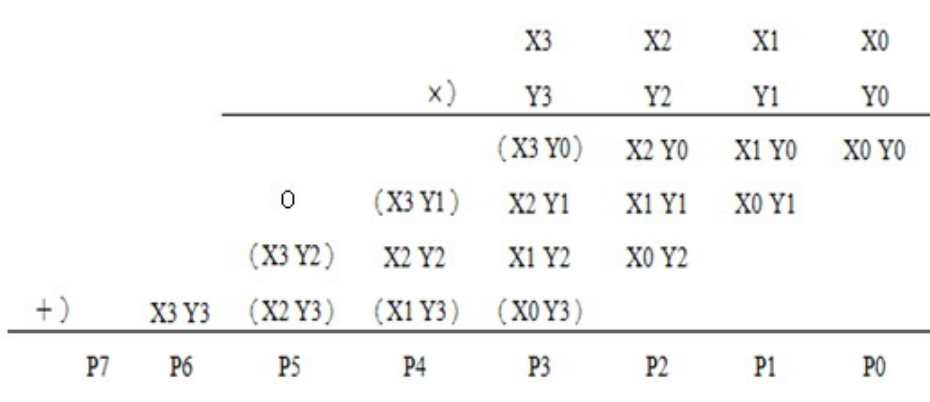 X3 X2 X1 X0
×) Y3 Y2 Y1 Y0
(X3 Y0) X2 Y0 X1 Y0 X0 Y0
0 (X3 Y1) X2 Y1 X1 Y1 X0 Y1
(X3 Y2) X2 Y2 X1 Y2 X0 Y2
+) X3 Y3 (X2 Y3) (X1 Y3) (X0 Y3)
P7 P6 P5 P4 P3 P2 P1 P0